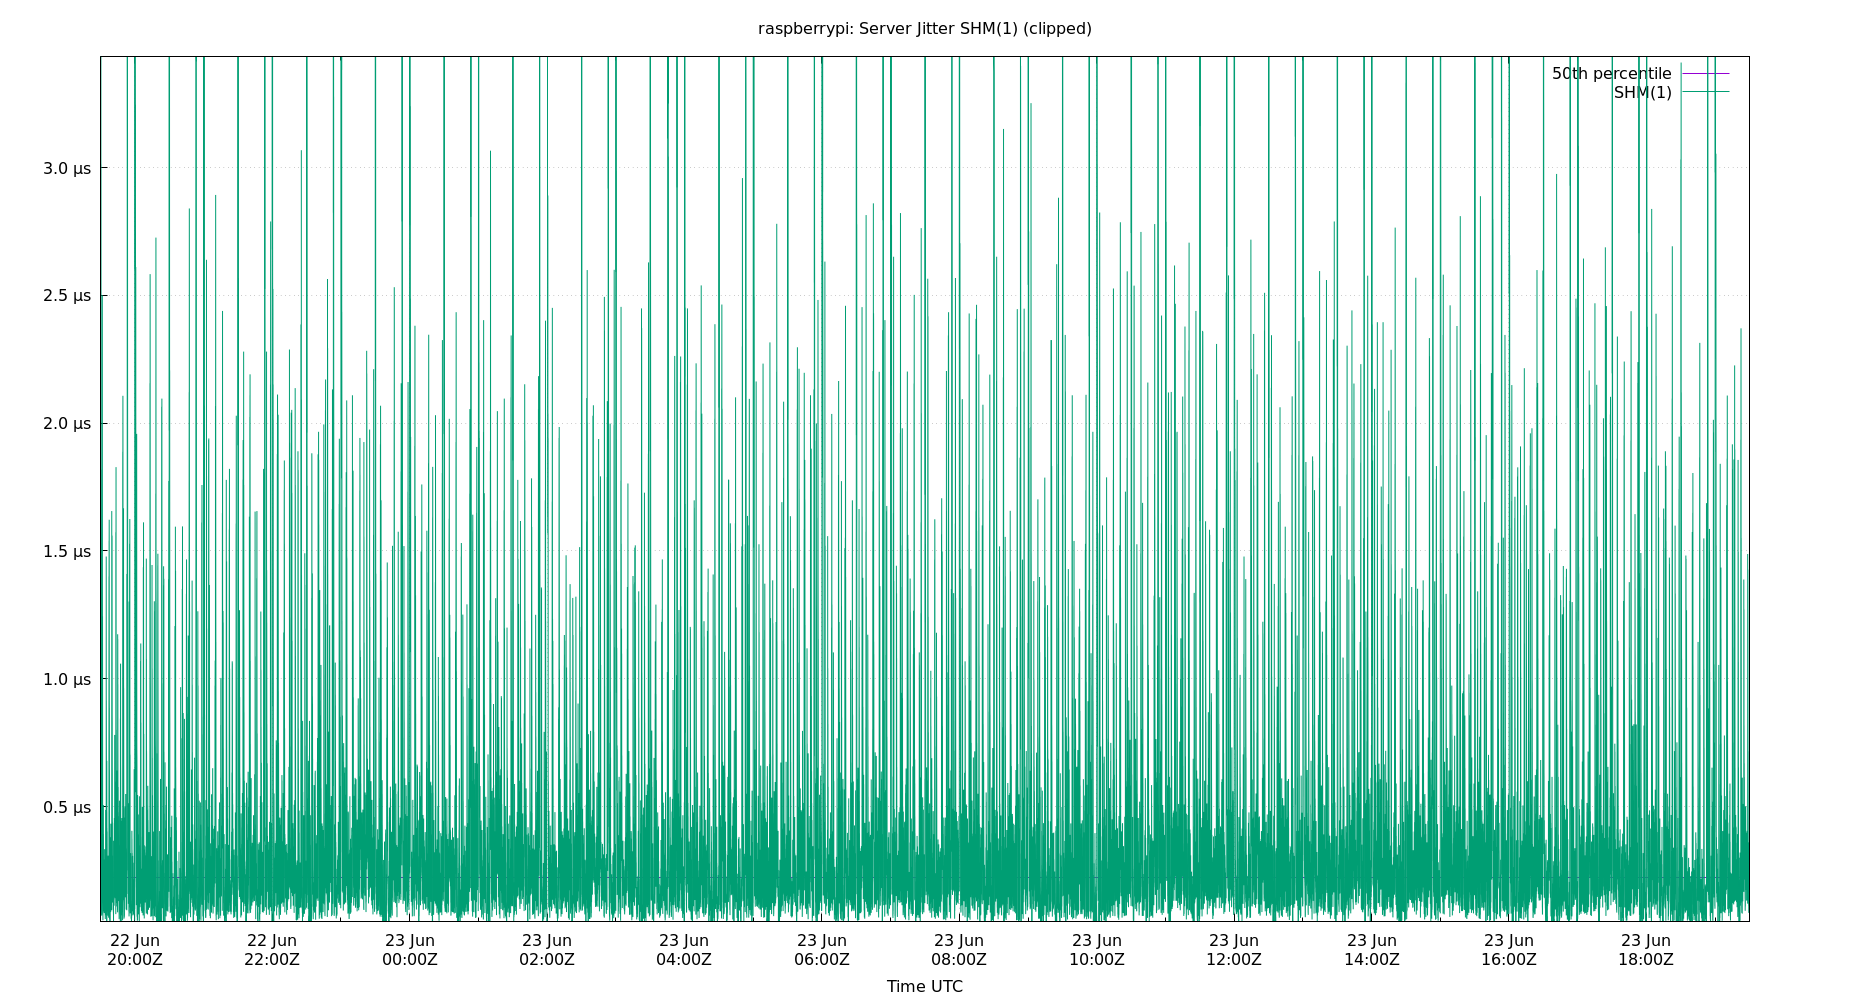 raspberrypi: Server Jitter SHM(1) (clipped)
50th percentile
SHM(1)
3.0 µs
2.5 µs
2.0 µs
1.5 µs
1.0 µs
0.5 µs
22 Jun 22 Jun 23 Jun 23 Jun 23 Jun 23 Jun 23 Jun 23 Jun 23 Jun 23 Jun 23 Jun 23 Jun
20:00Z 22:00Z 00:00Z 02:00Z 04:00Z 06:00Z 08:00Z 10:00Z 12:00Z 14:00Z 16:00Z 18:00Z
Time UTC